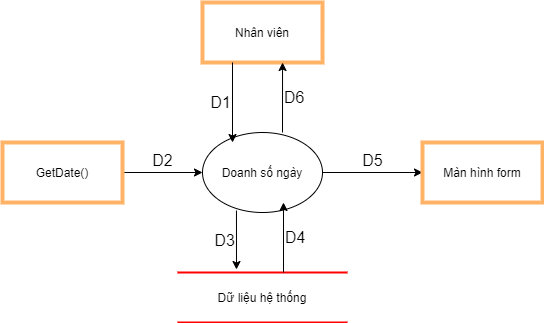 Nhân viên
D1
D6
GetDate()
D2
Doanh số ngày
D5
Màn hình form
D3
D4
Dữ liệu hệ thống